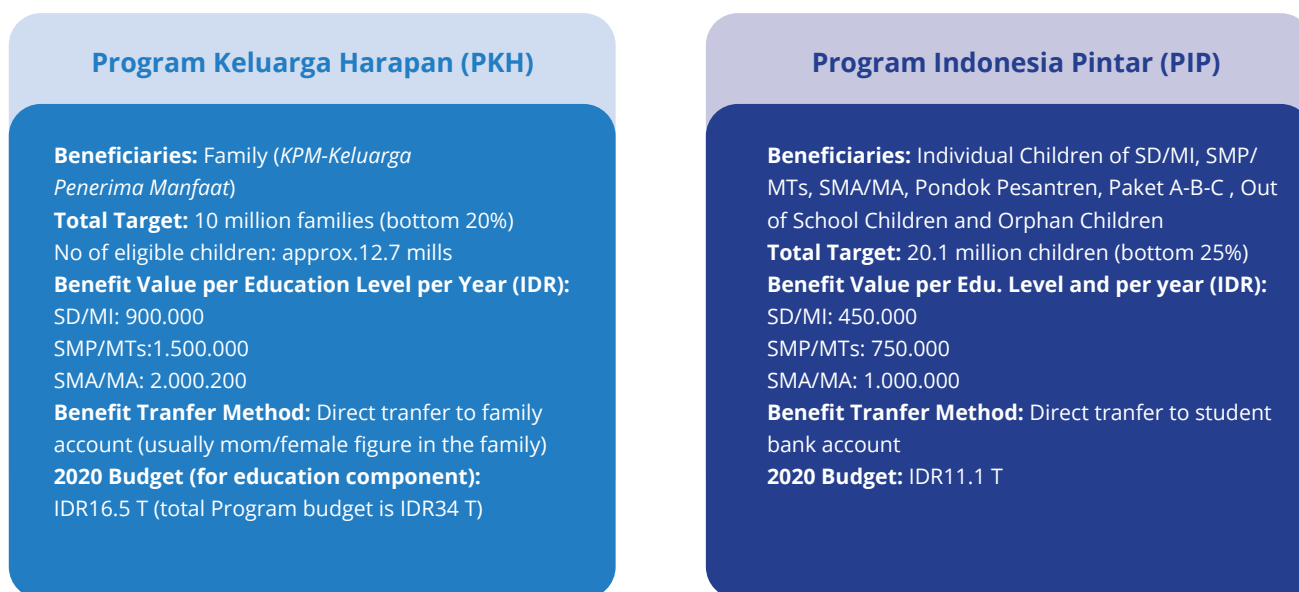 Program Keluarga Harapan (PKH)
Beneficiaries: Family (KPM-Keluarga
Penerima Manfaat)
Total Target: 10 million families (bottom 20%)
No of eligible children: approx.12.7 mills
Benefit Value per Education Level per Year (IDR):
SD/MI: 900.000
SMP/MTs:1.500.000
SMA/MA: 2.000.200
Benefit Tranfer Method: Direct tranfer to family
account (usually mom/female figure in the family)
2020 Budget (for education component):
IDR16.5 T (total Program budget is IDR34 T)
Program Indonesia Pintar (PIP)
Beneficiaries: Individual Children of SD/MI, SMP/
MTs, SMA/MA, Pondok Pesantren, Paket A-B-C , Out
of School Children and Orphan Children
Total Target: 20.1 million children (bottom 25%)
Benefit Value per Edu. Level and per year (IDR):
SD/MI: 450.000
SMP/MTs: 750.000
SMA/MA: 1.000.000
Benefit Tranfer Method: Direct tranfer to student
bank account
2020 Budget: IDR11.1 T